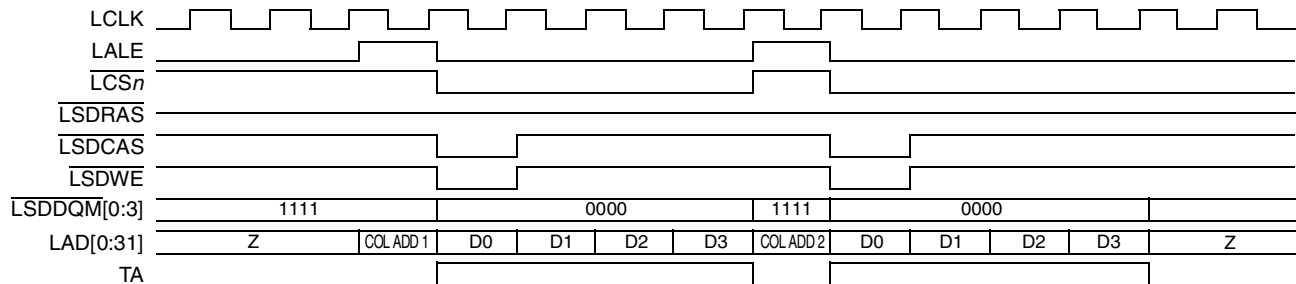 LCLK
LALE
LCSn
LSDRAS
LSDCAS
LSDWE
LSDDQM[0:3] 1111 0000 1111 0000
LAD[0:31] Z COL ADD 1 D0 D1 D2 D3 COL ADD 2 D0 D1 D2 D3 Z
TA